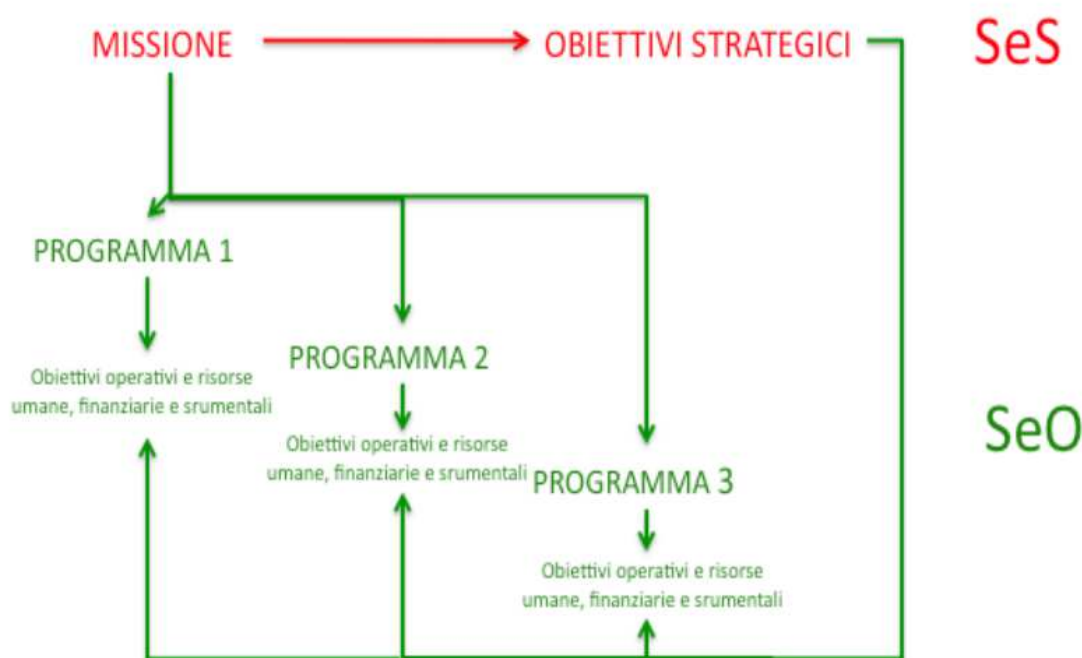 MISSIONE
OBIETTIVI STRATEGICI
SeS
PROGRAMMA 1
Obiettivi operativi e risorse
umane, finanziarie e srumentali
PROGRAMMA 2
Obiettivi operativi e risorse
umane, finanziarie e srumentali
SeO
PROGRAMMA 3
Obiettivi operativi e risorse
umane, finanziarie e srumentali